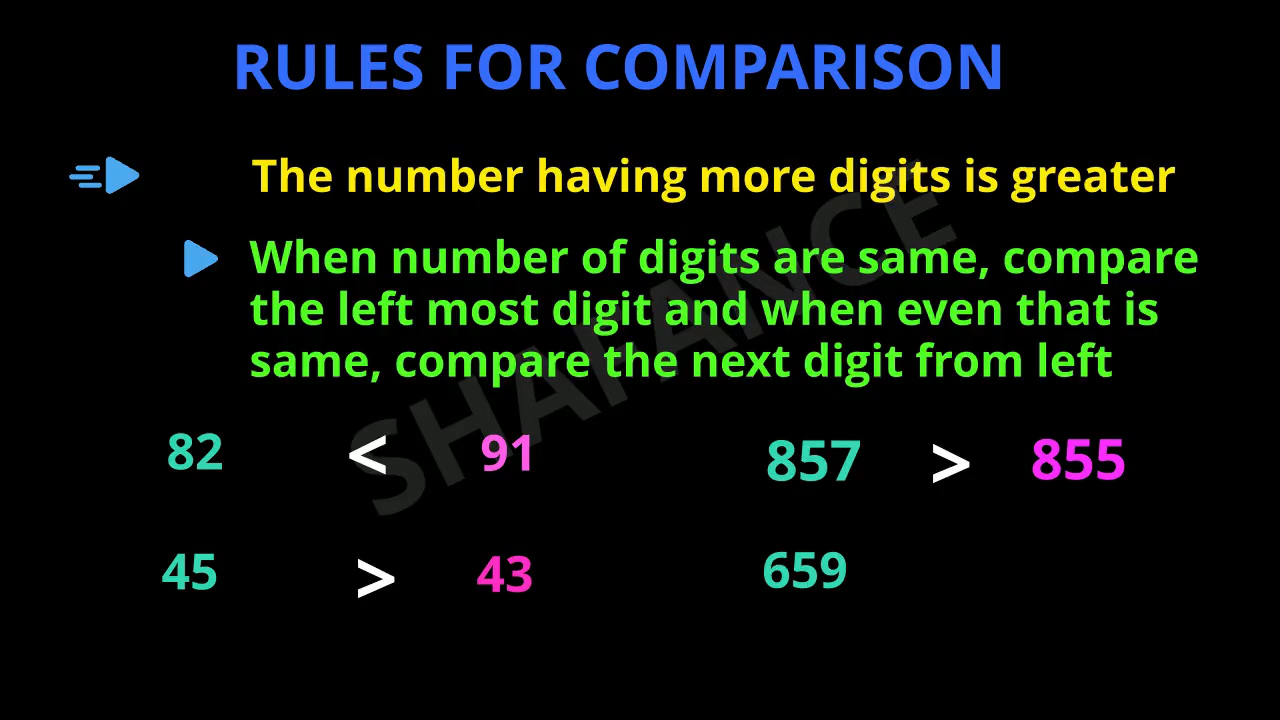 RULES FOR COMPARISON
The number having more digits is greater
When number of digits are same, compare
the left most digit and when even that is
same, compare the next digit from left
SHAFANCE
82 < 91 857 > 855
45 > 43 659